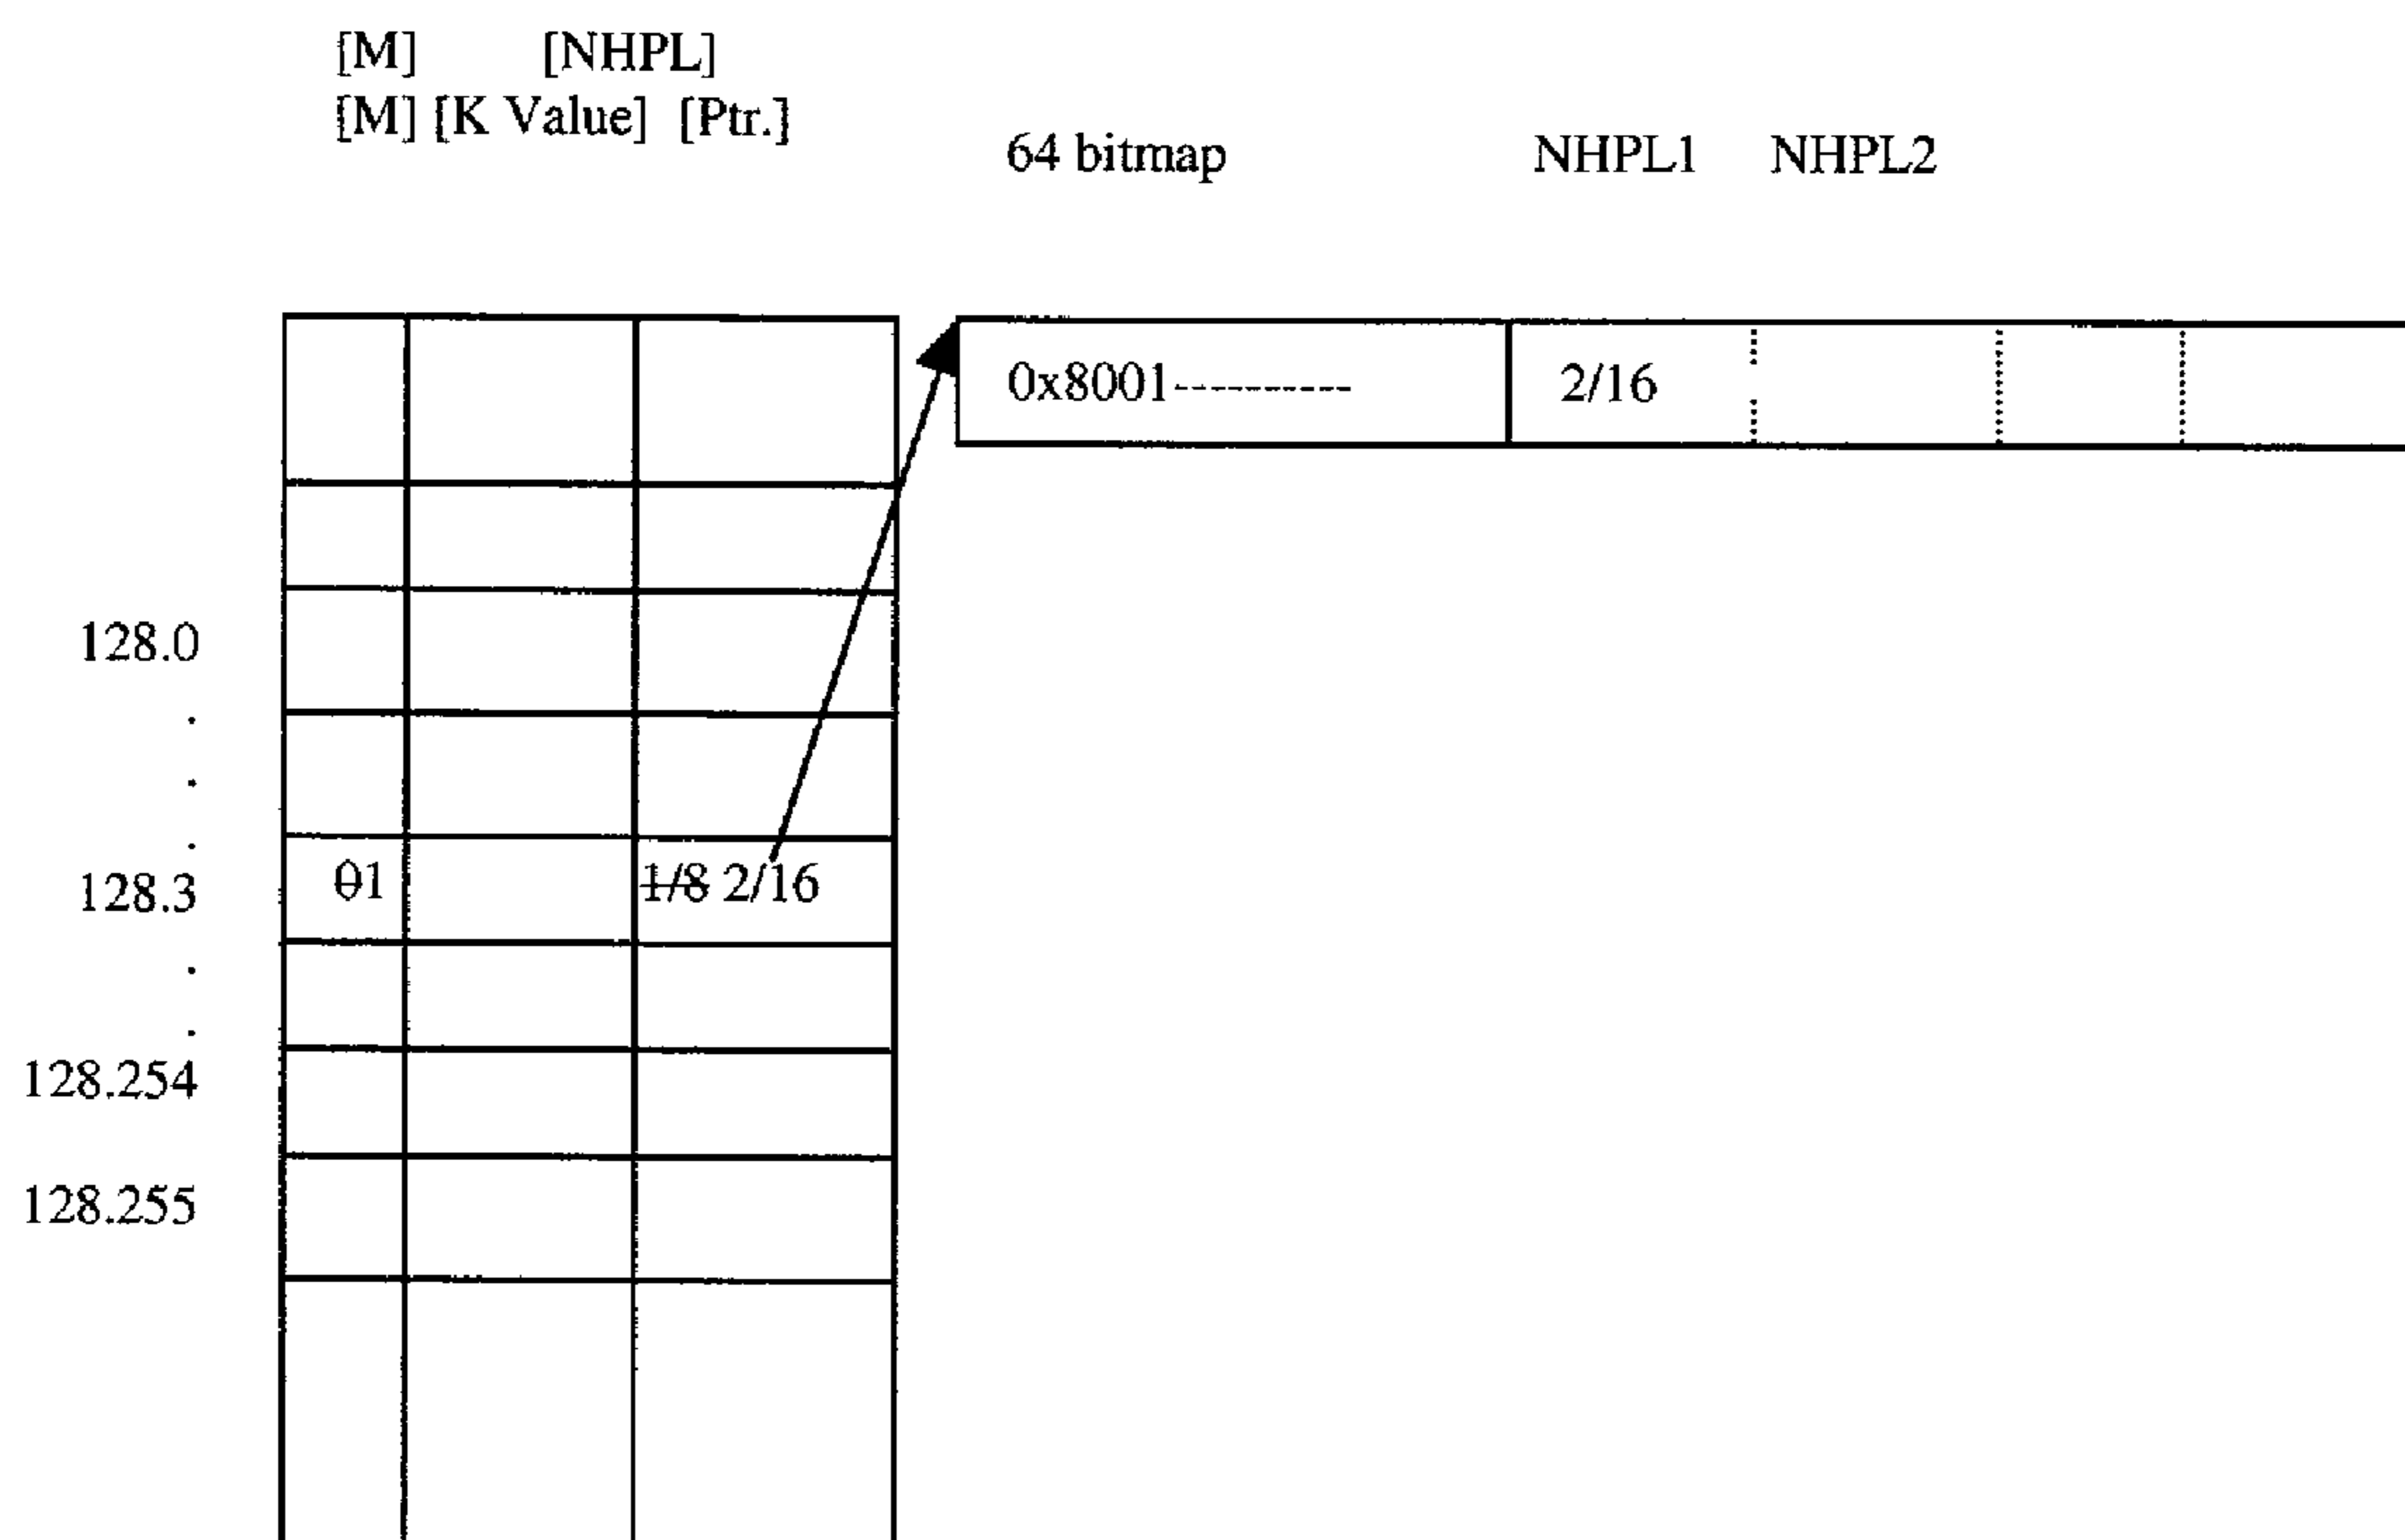 [M] [NHPL]
[M] [K Value] [Ptr.]
64 bitmap NHPL1 NHPL2
0x8001---------- 2/16
128.0
.
.
.
128.3 01 1/8 2/16
.
.
128.254
128.255